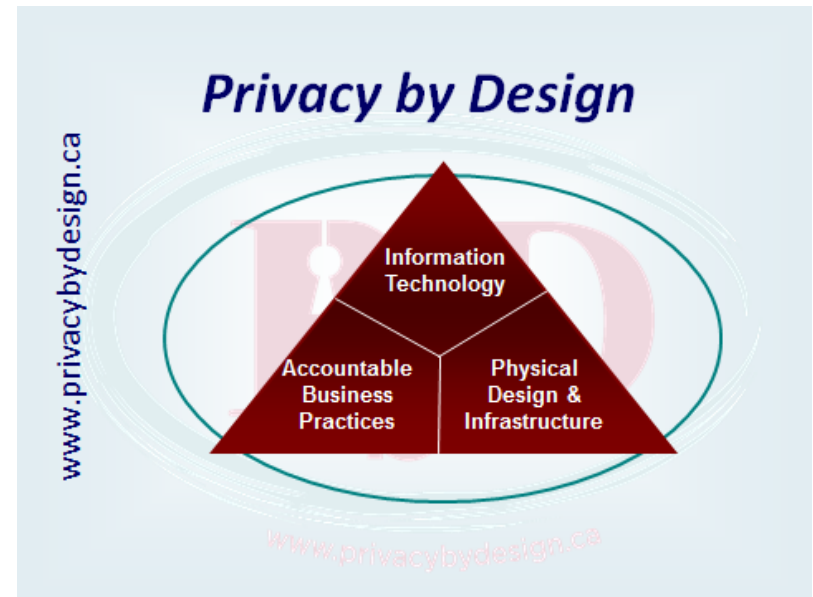 Privacy by Design
www.privacybydesign.ca
Information
Technology
Accountable
Business
Practices
Physical
Design &
Infrastructure
www.privacybydesign.ca